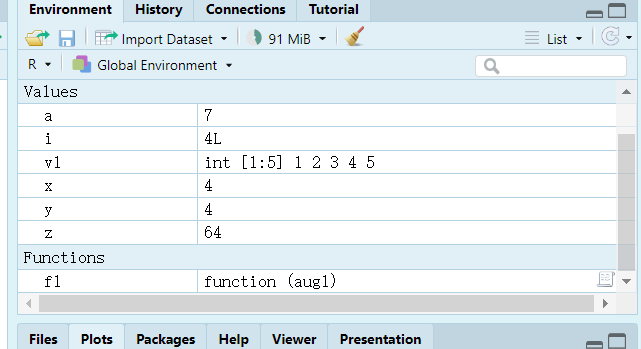 Environment History Connections Tutorial
Import Dataset 91 MiB List
R Global Environment
Values
a 7
i 4L
v1 int [1:5] 1 2 3 4 5
x 4
y 4
z 64
Functions
f1 function (aug1)
Files Plots Packages Help Viewer Presentation